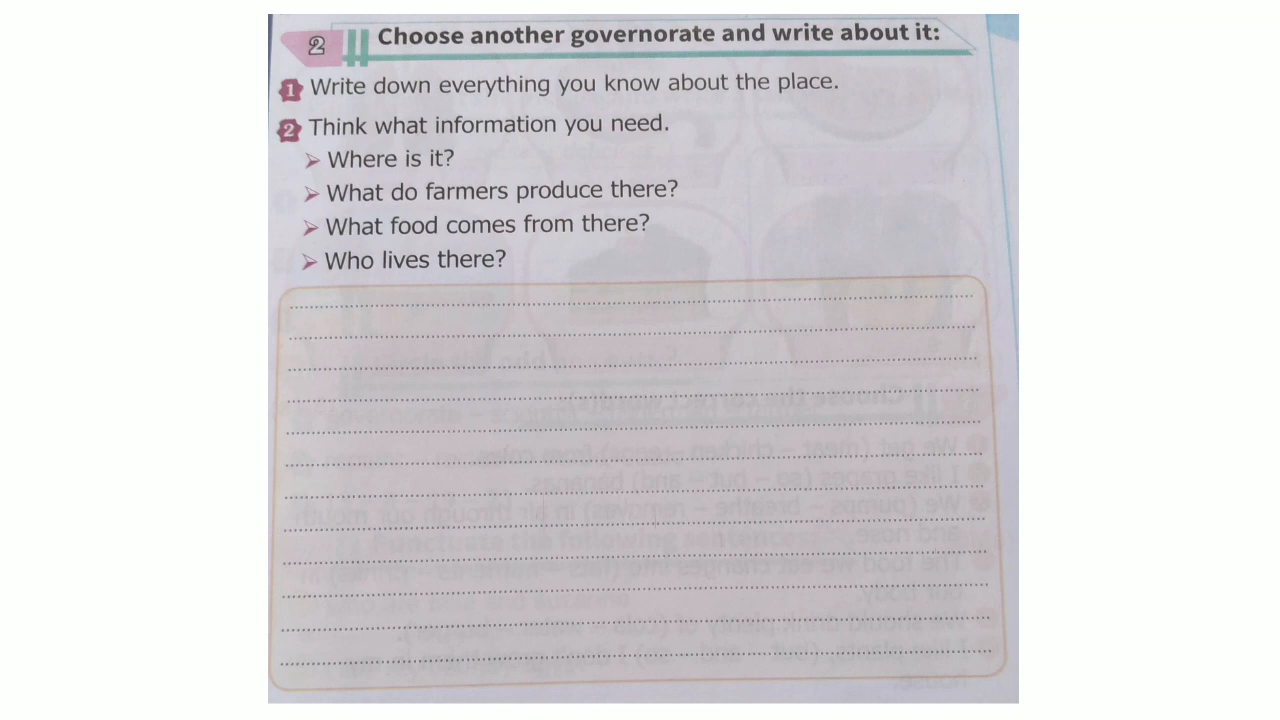 2 Choose another governorate and write about it:
1 Write down everything you know about the place.
2 Think what information you need.
➢ Where is it?
➢ What do farmers produce there?
➢ What food comes from there?
➢ Who lives there?